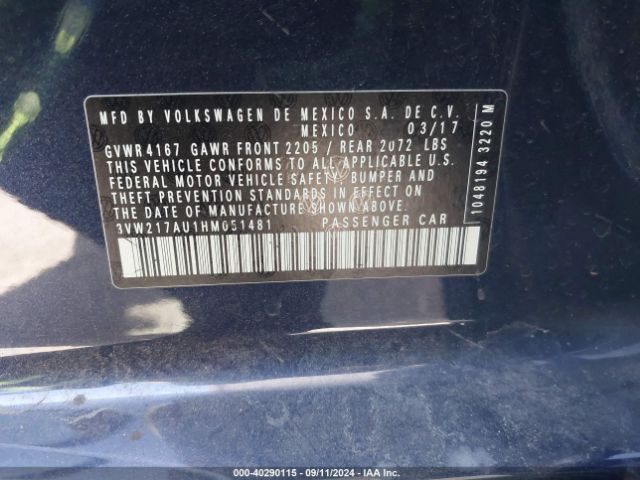 MFD BY VOLKSWAGEN DE MEXICO S.A. DE C.V.
MEXICO 03/17
GVWR 4167 GAWR FRONT 2205 / REAR 2072 LBS
THIS VEHICLE CONFORMS TO ALL APPLICABLE U.S.
FEDERAL MOTOR VEHICLE SAFETY, BUMPER AND
THEFT PREVENTION STANDARDS IN EFFECT ON
THE DATE OF MANUFACTURE SHOWN ABOVE.
3VW217AU1HM051481 PASSENGER CAR
1048194 3220 M
000-40290115 - 09/11/2024 - IAA Inc.